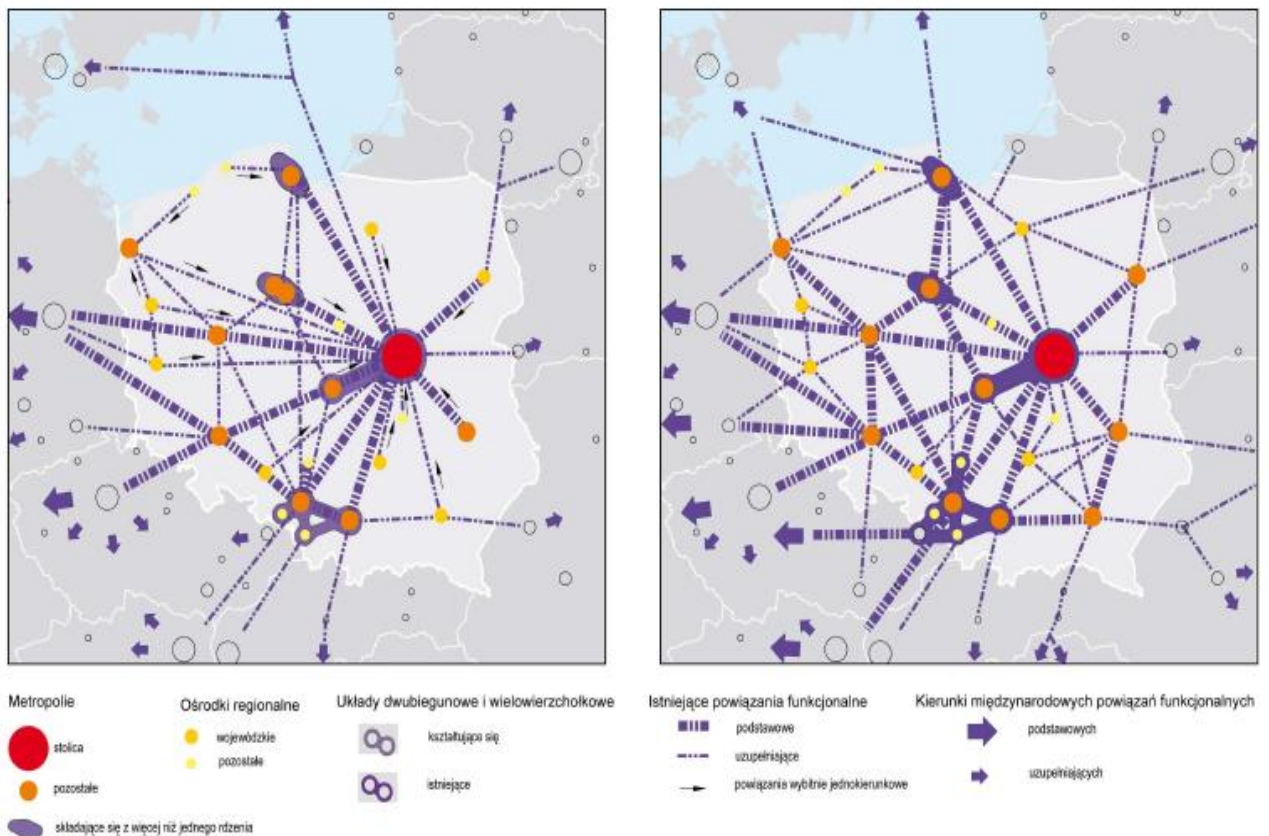 Metropolie
stolica
pozostałe
składające się z więcej niż jednego rdzenia
Ośrodki regionalne
wojewódzkie
pozostałe
Układy dwubiegunowe i wielowierzchołkowe
kształtujące się
istniejące
Istniejące powiązania funkcjonalne
podstawowe
uzupełniające
powiązania wybitnie jednokierunkowe
Kierunki międzynarodowych powiązań funkcjonalnych
podstawowych
uzupełniających